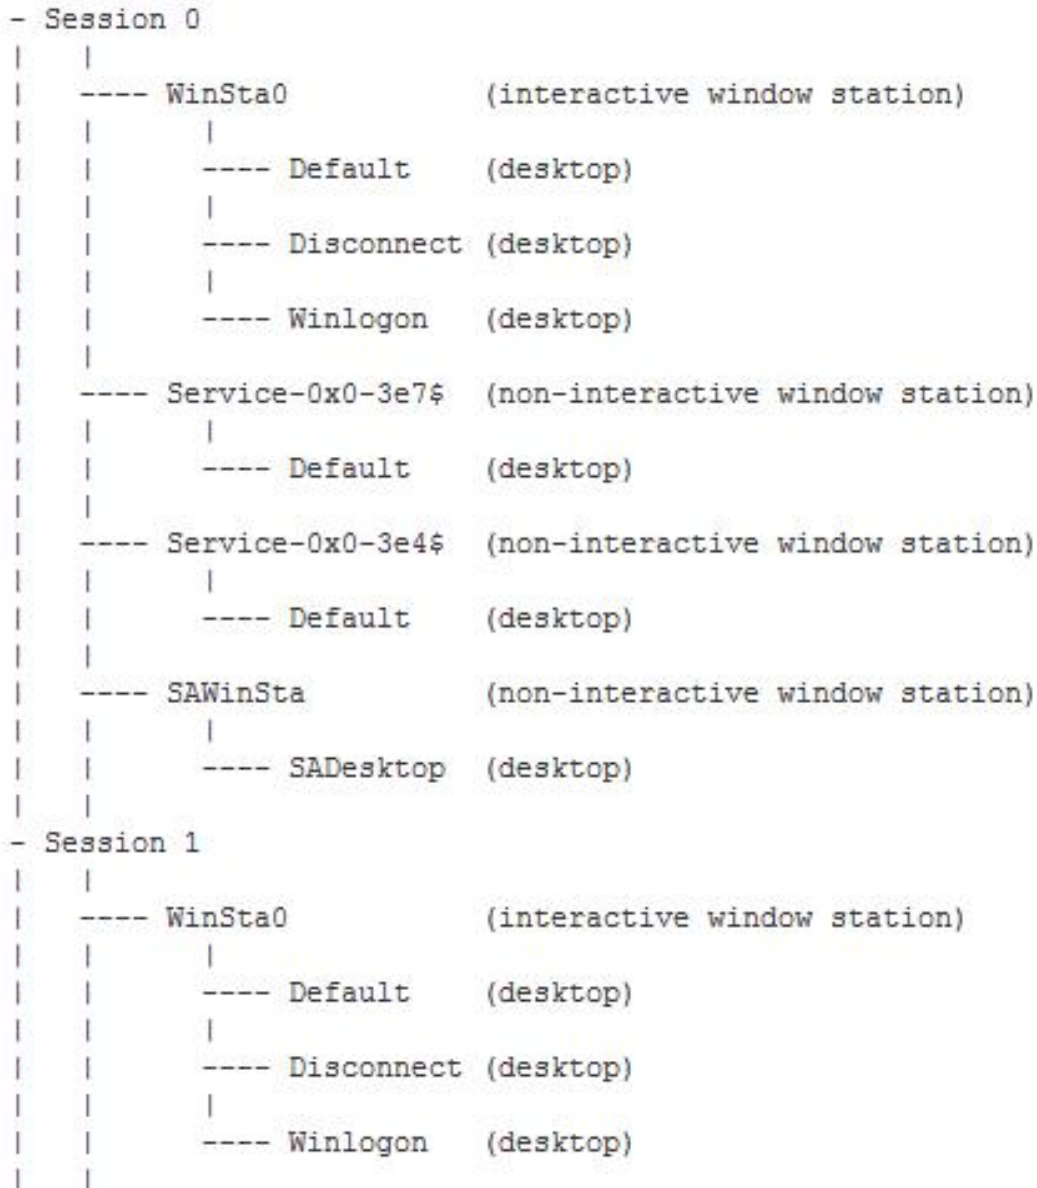 - Session 0
|   |
|   ---- WinSta0 (interactive window station)
|   |   |
|   |   ---- Default (desktop)
|   |   |
|   |   ---- Disconnect (desktop)
|   |   |
|   |   ---- Winlogon (desktop)
|   |
|   ---- Service-0x0-3e7$ (non-interactive window station)
|   |   |
|   |   ---- Default (desktop)
|   |
|   ---- Service-0x0-3e4$ (non-interactive window station)
|   |   |
|   |   ---- Default (desktop)
|   |
|   ---- SAWinSta (non-interactive window station)
|   |   |
|   |   ---- SADesktop (desktop)
|   |
- Session 1
|   |
|   ---- WinSta0 (interactive window station)
|   |   |
|   |   ---- Default (desktop)
|   |   |
|   |   ---- Disconnect (desktop)
|   |   |
|   |   ---- Winlogon (desktop)
|   |